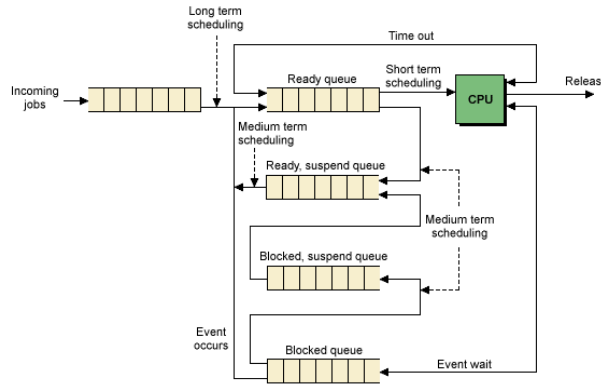 Long term
scheduling
Time out
Ready queue
Short term
scheduling
Incoming
jobs
CPU
Releas
Medium term
scheduling
Ready, suspend queue
Medium term
scheduling
Blocked, suspend queue
Event
occurs
Blocked queue
Event wait